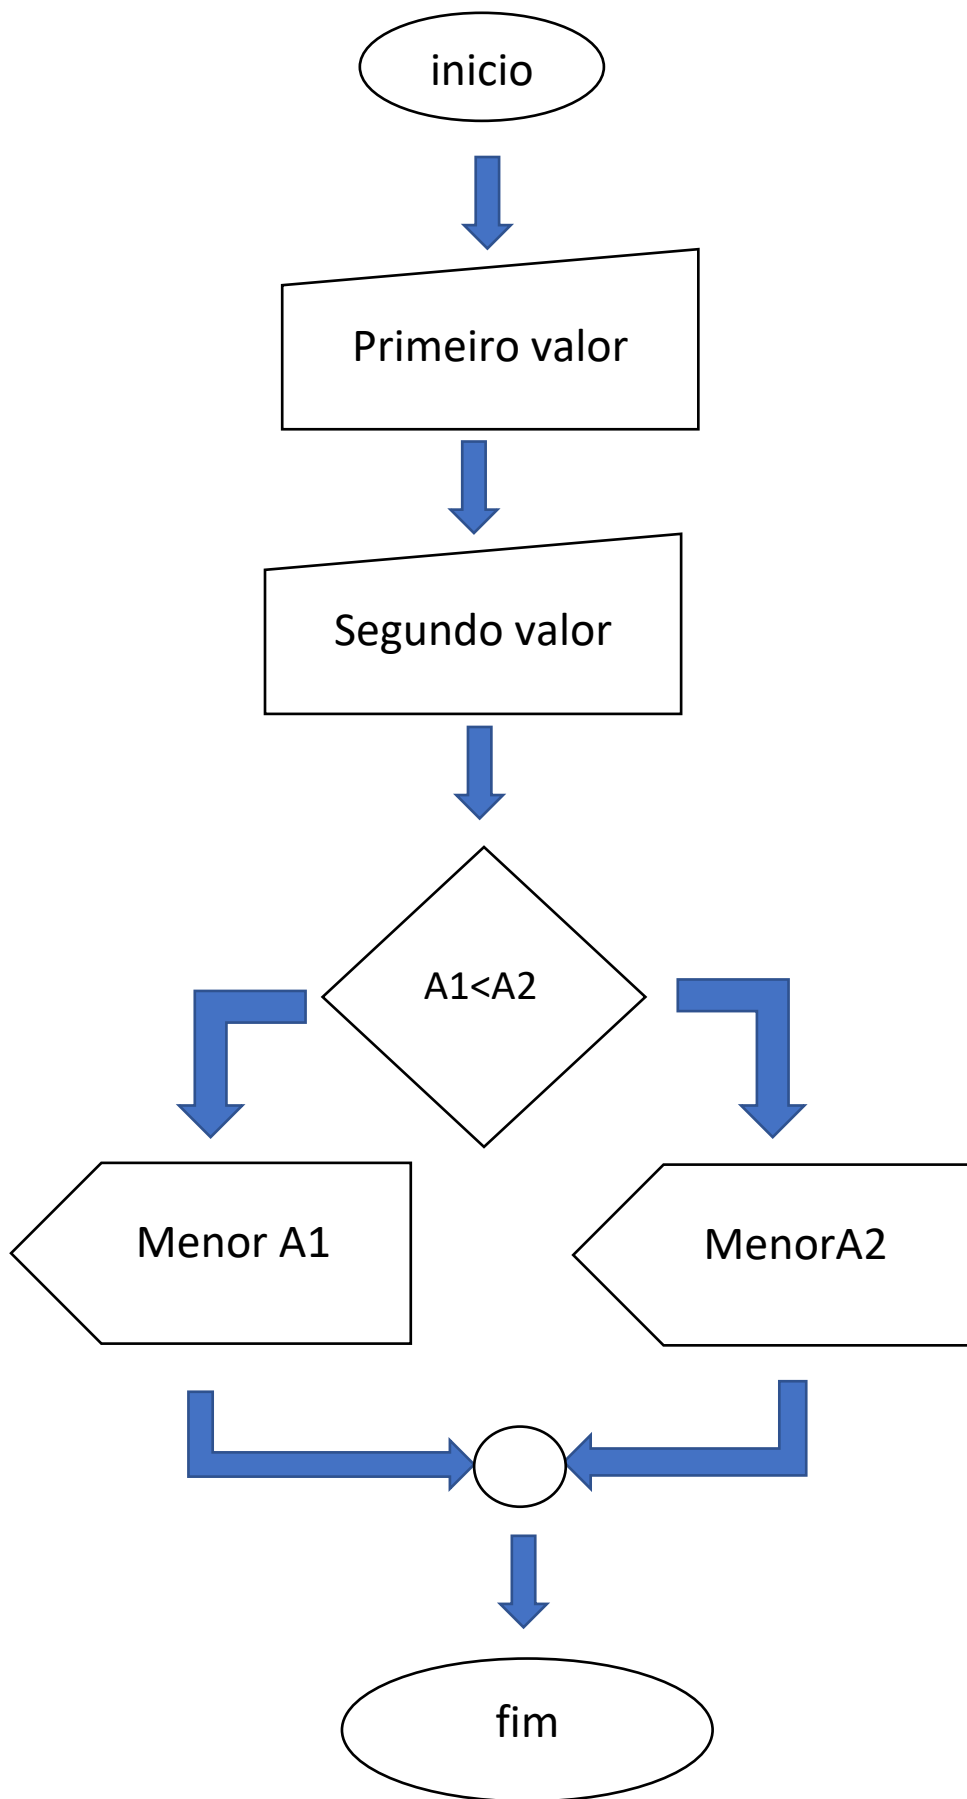 inicio
Primeiro valor
Segundo valor
A1<A2
Menor A1
MenorA2
fim